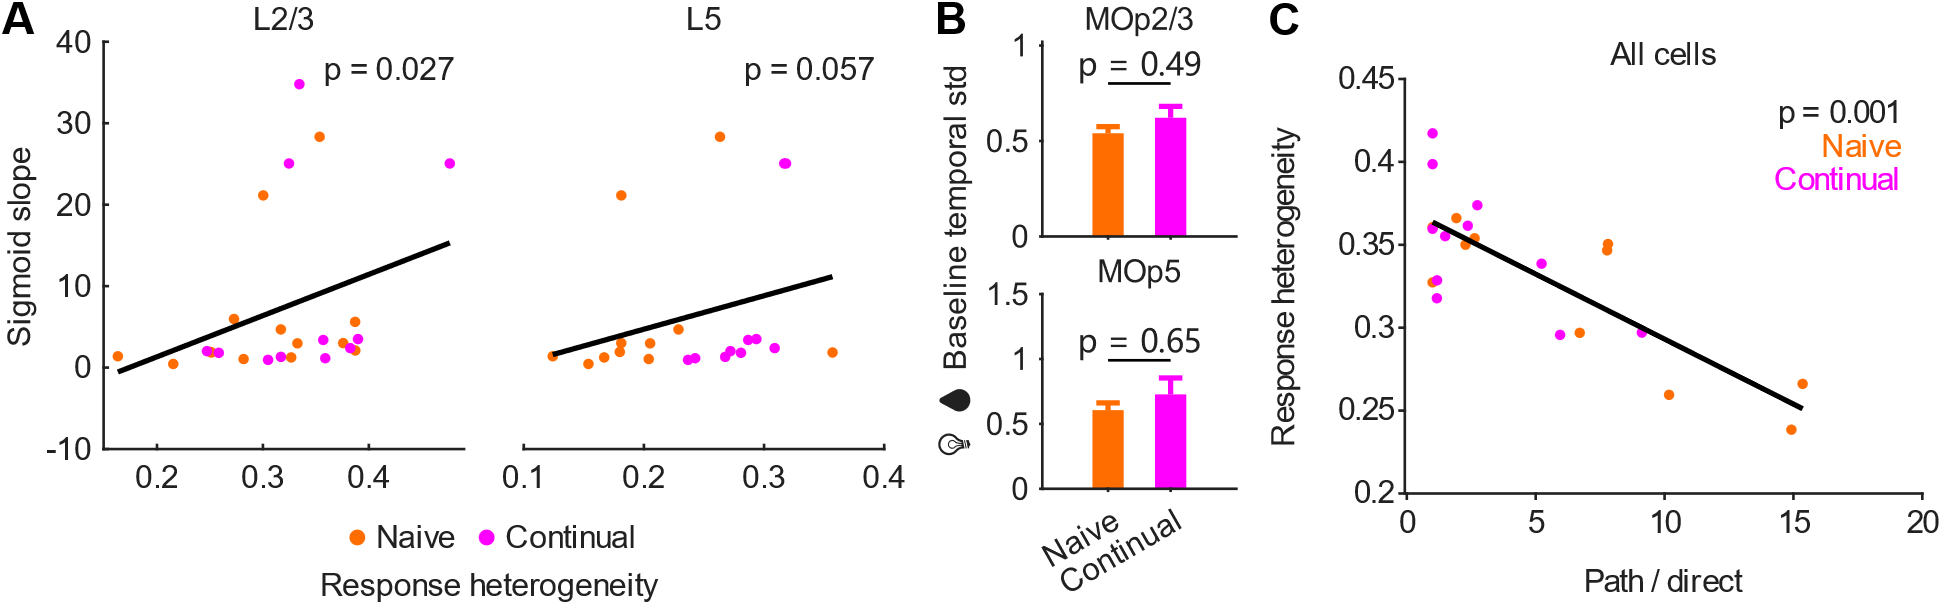 A
L2/3
L5
p = 0.027
p = 0.057
Sigmoid slope
40
30
20
10
0
-10
0.2
0.3
0.4
0.1
0.2
0.3
0.4
Naive
Continual
Response heterogeneity
B
MOp2/3
p = 0.49
Baseline temporal std
1
0.5
0
MOp5
p = 0.65
1.5
1
0.5
0
Naive
Continual
C
All cells
p = 0.001
Naive
Continual
Response heterogeneity
0.45
0.4
0.35
0.3
0.25
0.2
0
5
10
15
20
Path / direct